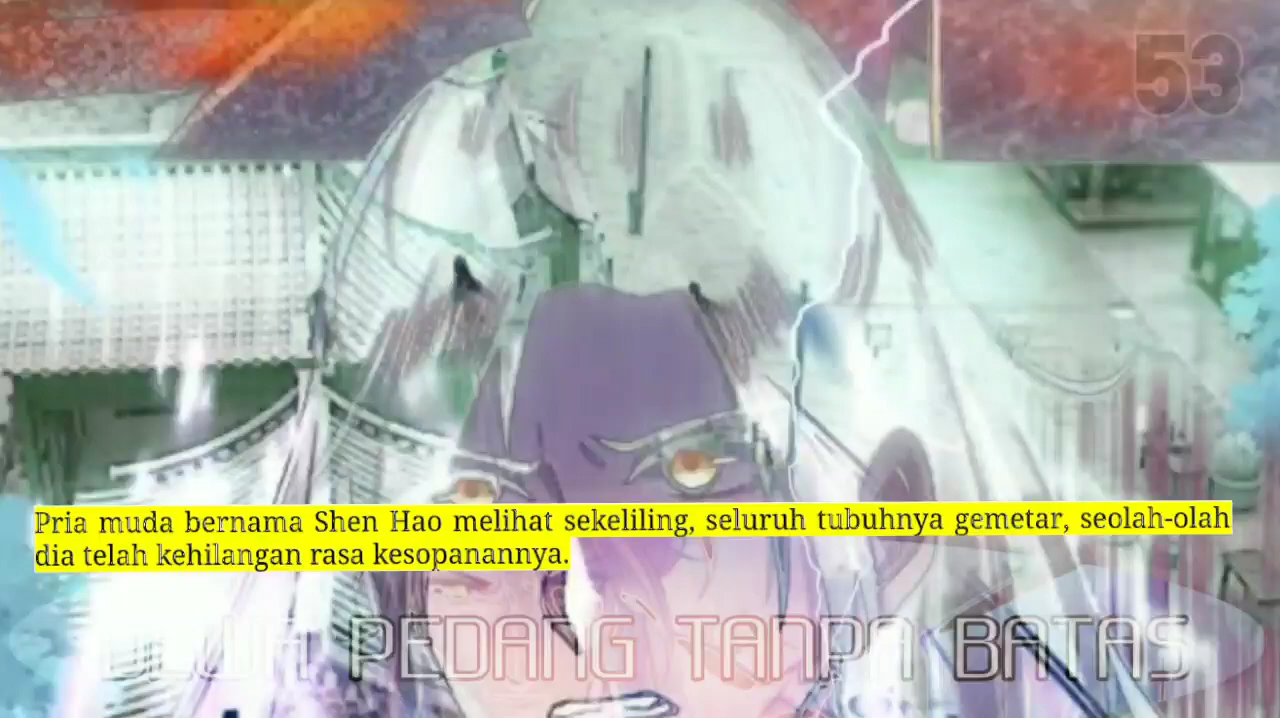 53
Pria muda bernama Shen Hao melihat sekeliling, seluruh tubuhnya gemetar, seolah-olah
dia telah kehilangan rasa kesopanannya.
DEWA PEDANG TANPA BATAS